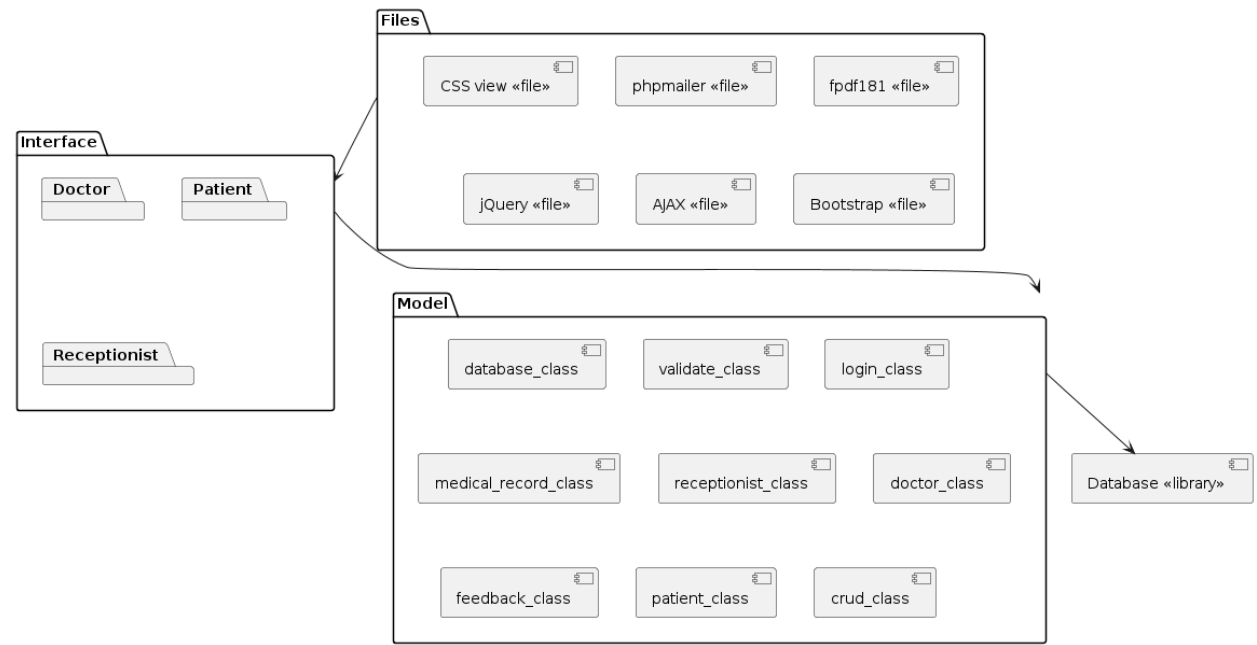 Files
CSS view «file»
phpmailer «file»
fpdf181 «file»
jQuery «file»
AJAX «file»
Bootstrap «file»
Interface
Doctor
Patient
Receptionist
Model
database_class
validate_class
login_class
medical_record_class
receptionist_class
doctor_class
feedback_class
patient_class
crud_class
Database «library»